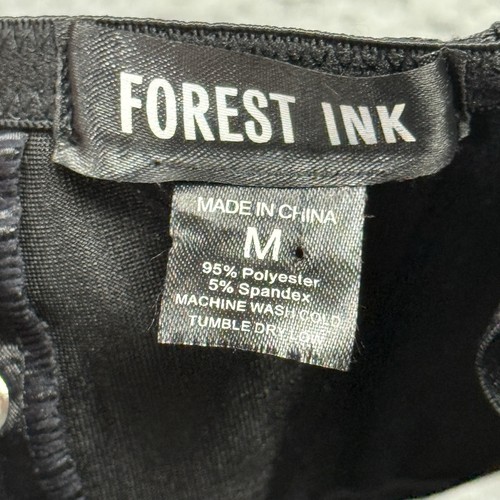 FOREST INK
MADE IN CHINA
M
95% Polyester
5% Spandex
MACHINE WASH COLD
TUMBLE DRY LOW